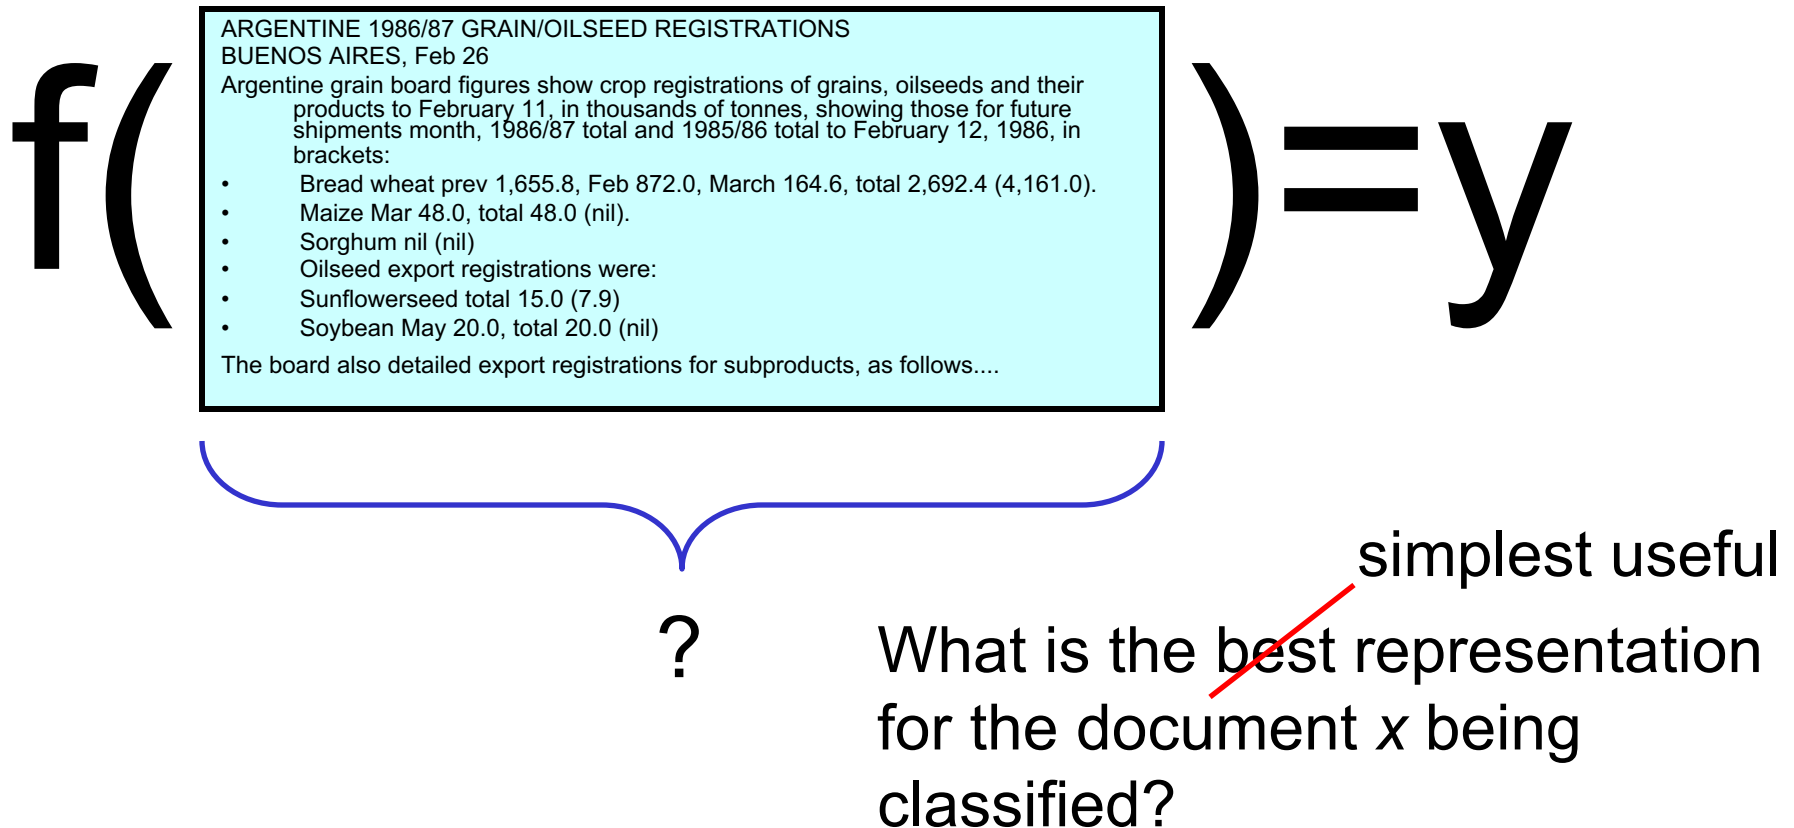 f(
ARGENTINE 1986/87 GRAIN/OILSEED REGISTRATIONS
BUENOS AIRES, Feb 26
Argentine grain board figures show crop registrations of grains, oilseeds and their
products to February 11, in thousands of tonnes, showing those for future
shipments month, 1986/87 total and 1985/86 total to February 12, 1986, in
brackets:
• Bread wheat prev 1,655.8, Feb 872.0, March 164.6, total 2,692.4 (4,161.0).
• Maize Mar 48.0, total 48.0 (nil).
• Sorghum nil (nil)
• Oilseed export registrations were:
• Sunflowerseed total 15.0 (7.9)
• Soybean May 20.0, total 20.0 (nil)
The board also detailed export registrations for subproducts, as follows....
)=y
?
simplest useful
What is the best representation
for the document x being
classified?